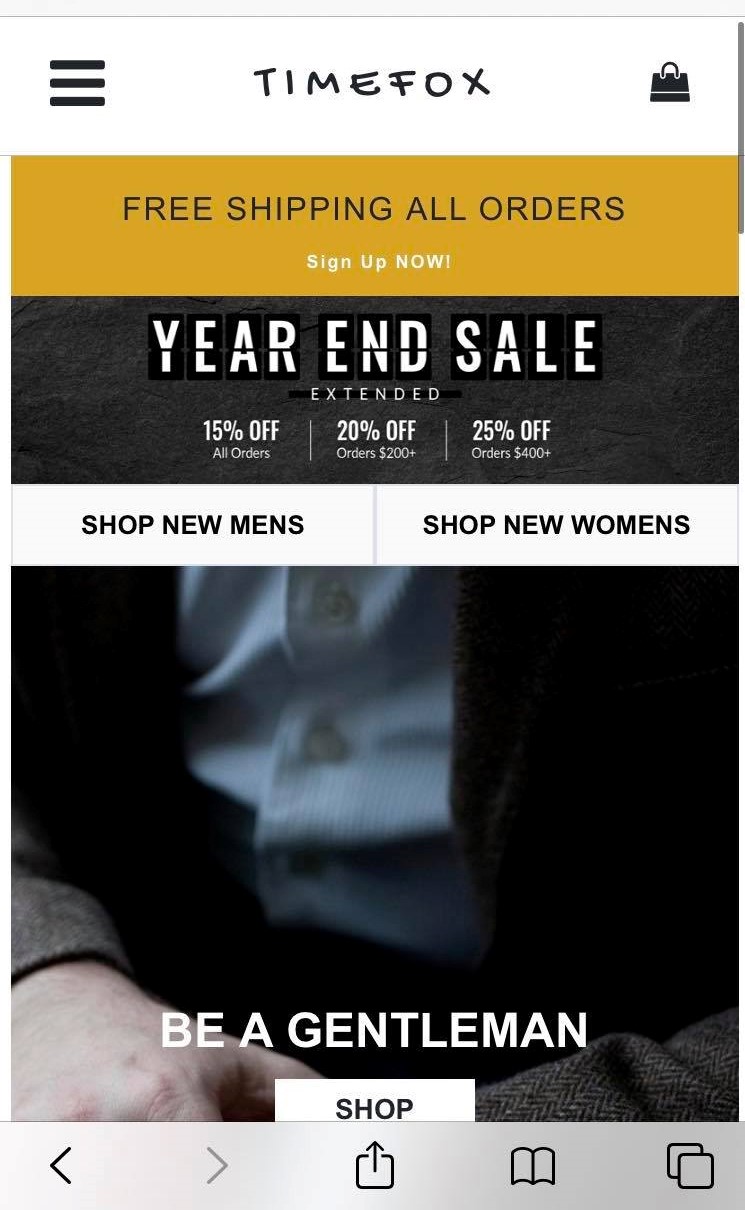 TIMEFOX
FREE SHIPPING ALL ORDERS
Sign Up NOW!
YEAR END SALE
EXTENDED
15% OFF
All Orders
20% OFF
Orders $200+
25% OFF
Orders $400+
SHOP NEW MENS
SHOP NEW WOMENS
BE A GENTLEMAN
SHOP